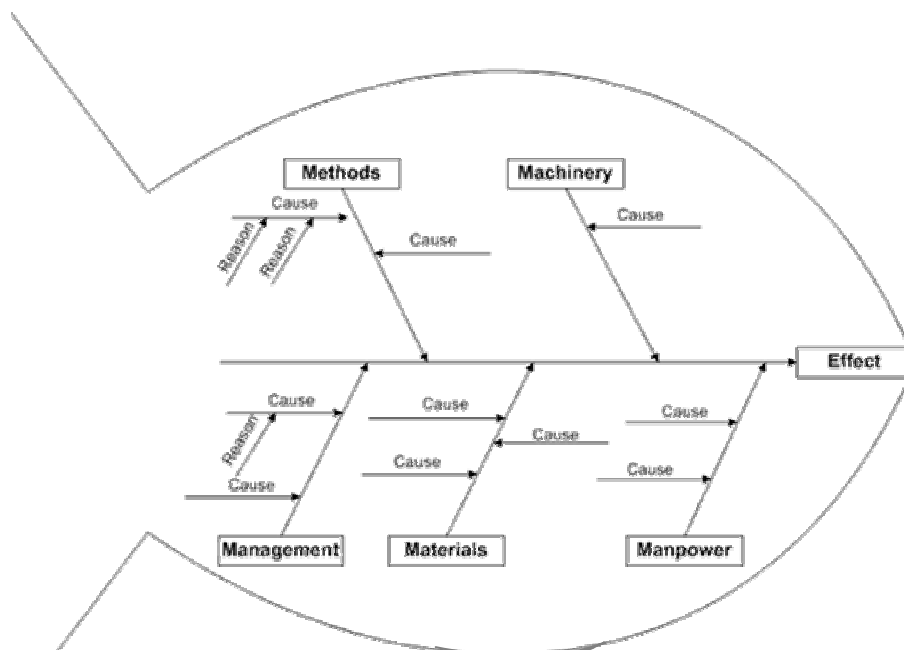 Methods
Machinery
Cause
Cause
Reason
Reason
Cause
Cause
Effect
Cause
Reason
Cause
Cause
Cause
Cause
Cause
Cause
Management
Materials
Manpower